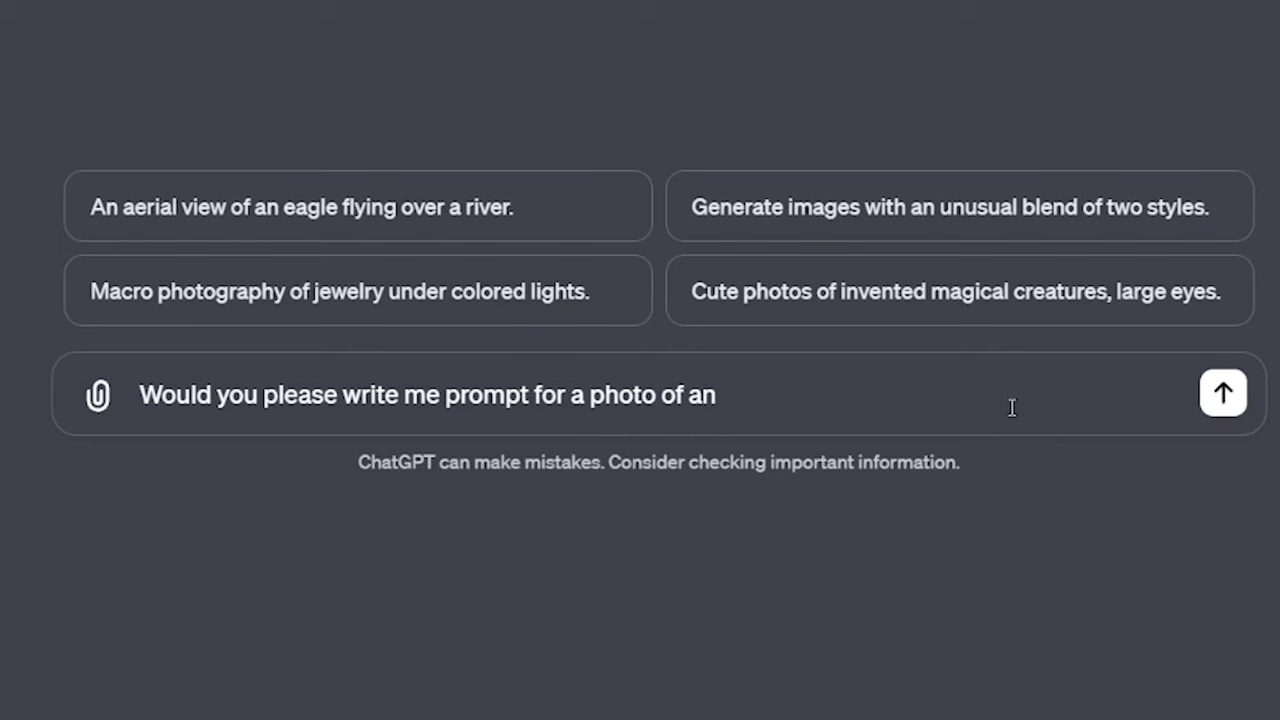 An aerial view of an eagle flying over a river.
Generate images with an unusual blend of two styles.
Macro photography of jewelry under colored lights.
Cute photos of invented magical creatures, large eyes.
Would you please write me prompt for a photo of an
ChatGPT can make mistakes. Consider checking important information.